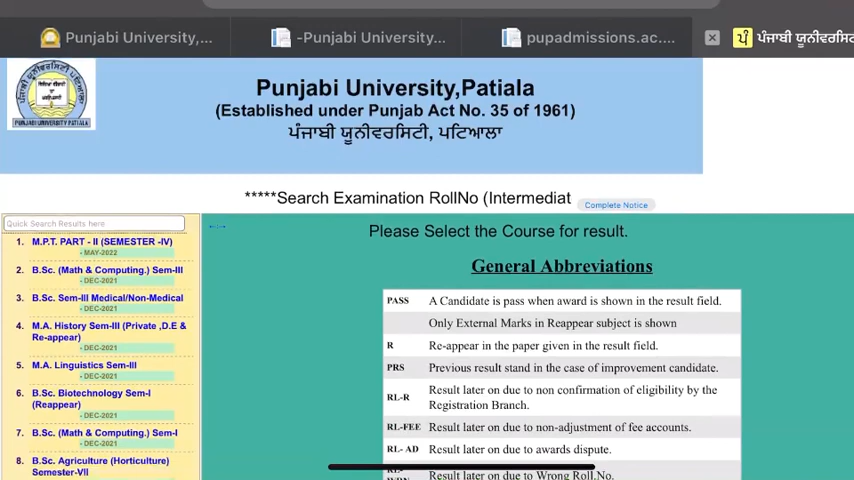 Punjabi University,...
-Punjabi University...
pupadmissions.ac....
ਪੰਜਾਬੀ ਯੂਨੀਵਰਸਿਟ
ਪੰਜਾਬੀ ਯੂਨੀਵਰਸਿਟੀ ਪਟਿਆਲਾ
PUNJABI UNIVERSITY PATIALA
Punjabi University,Patiala
(Established under Punjab Act No. 35 of 1961)
ਪੰਜਾਬੀ ਯੂਨੀਵਰਸਿਟੀ, ਪਟਿਆਲਾ
*****Search Examination RollNo (Intermediat
Complete Notice
Quick Search Results here
1. M.P.T. PART - II (SEMESTER -IV)
- MAY-2022
2. B.Sc. (Math & Computing.) Sem-III
- DEC-2021
3. B.Sc. Sem-III Medical/Non-Medical
- DEC-2021
4. M.A. History Sem-III (Private ,D.E &
Re-appear)
- DEC-2021
5. M.A. Linguistics Sem-III
- DEC-2021
6. B.Sc. Biotechnology Sem-I
(Reappear)
- DEC-2021
7. B.Sc. (Math & Computing.) Sem-I
- DEC-2021
8. B.Sc. Agriculture (Horticulture)
Semester-VII
Please Select the Course for result.
General Abbreviations
PASS A Candidate is pass when award is shown in the result field.
Only External Marks in Reappear subject is shown
R Re-appear in the paper given in the result field.
PRS Previous result stand in the case of improvement candidate.
RL-R Result later on due to non confirmation of eligibility by the
Registration Branch.
RL-FEE Result later on due to non-adjustment of fee accounts.
RL- AD Result later on due to awards dispute.
RL- Result later on due to Wrong Roll.No.